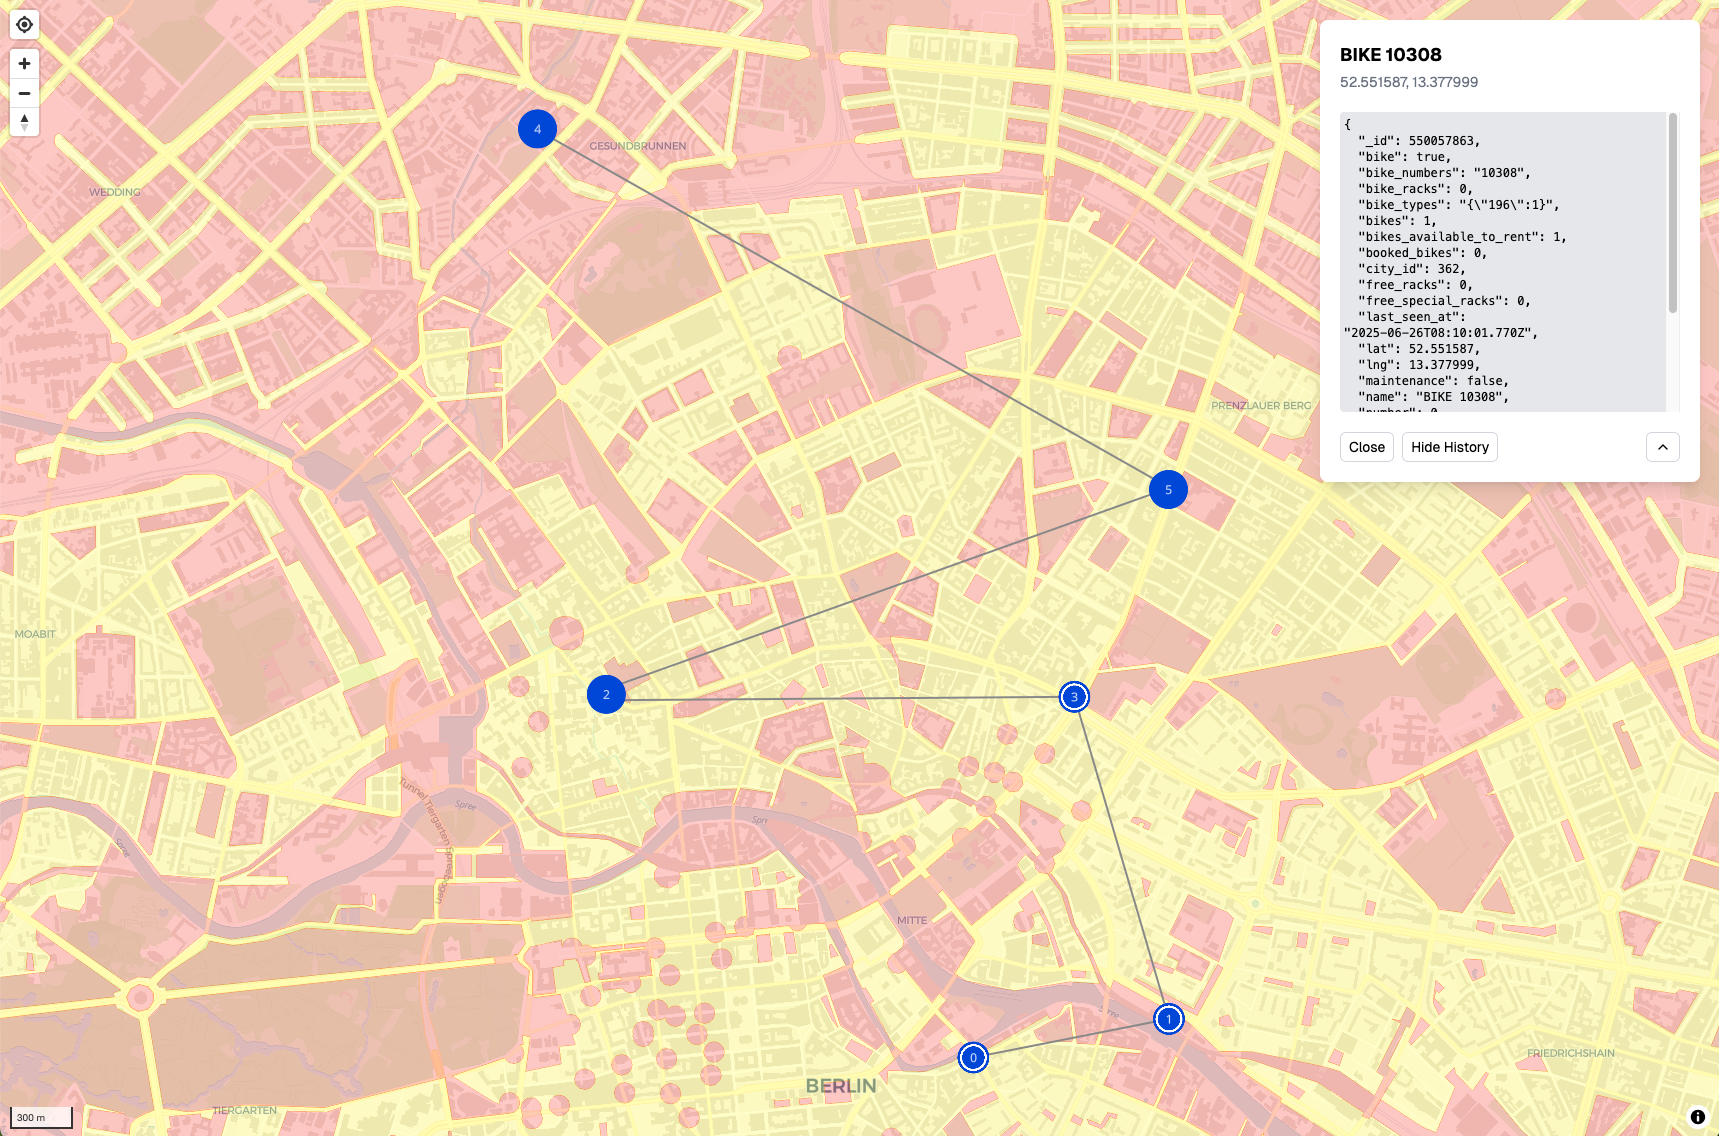 BIKE 10308
52.551587, 13.377999
{
"_id": 550057863,
"bike": true,
"bike_numbers": "10308",
"bike_racks": 0,
"bike_types": "{\"196\":1}",
"bikes": 1,
"bikes_available_to_rent": 1,
"booked_bikes": 0,
"city_id": 362,
"free_racks": 0,
"free_special_racks": 0,
"last_seen_at":
"2025-06-26T08:10:01.770Z",
"lat": 52.551587,
"lng": 13.377999,
"maintenance": false,
"name": "BIKE 10308",
"number": 0
Close
Hide History
4
GESUNDBRUNNEN
WEDDING
PRENZLAUER BERG
5
MOABIT
2
3
Tunnel Tiergarten Spreebogen
Spree
Spree
MITTE
Spree
1
0
FRIEDRICHSHAIN
BERLIN
TIERGARTEN
300 m